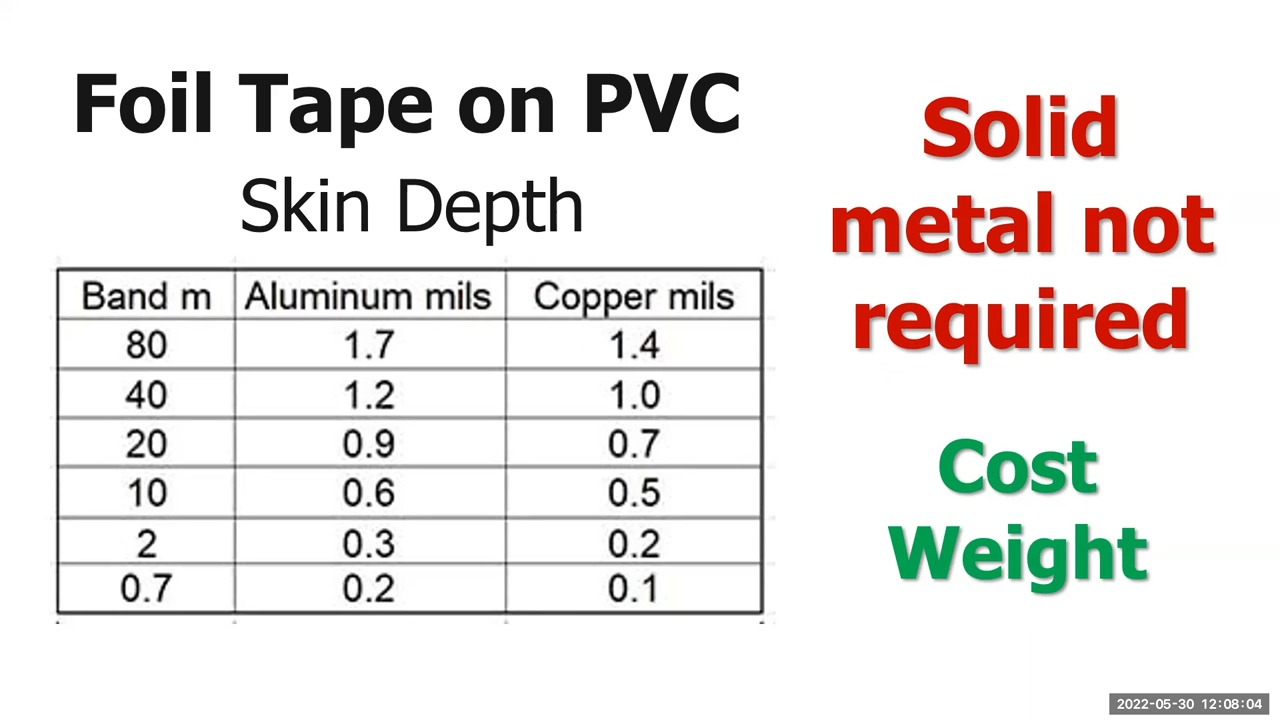 Foil Tape on PVC
Skin Depth
Band m Aluminum mils Copper mils
80 1.7 1.4
40 1.2 1.0
20 0.9 0.7
10 0.6 0.5
2 0.3 0.2
0.7 0.2 0.1
Solid
metal not
required
Cost
Weight
2022-05-30 12:08:04